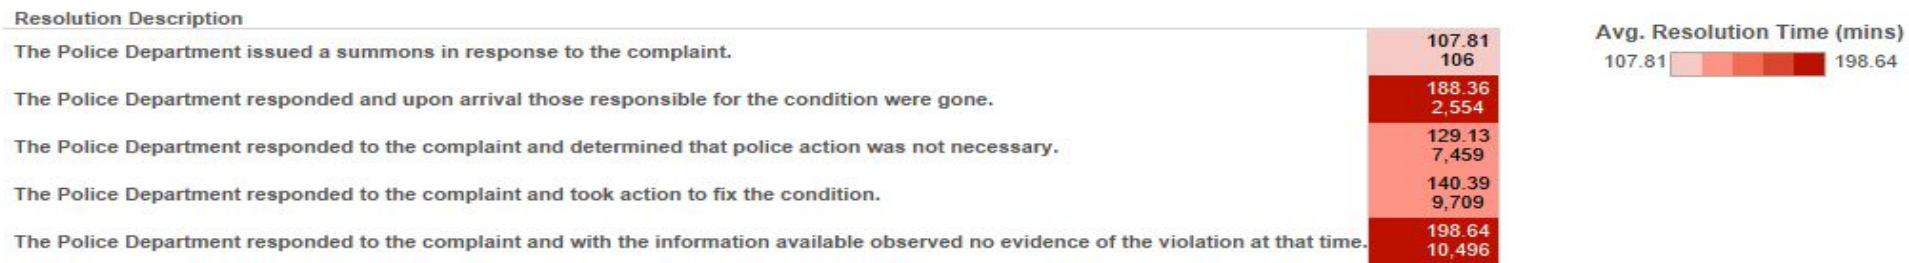 Resolution Description
The Police Department issued a summons in response to the complaint.
107.81
106
The Police Department responded and upon arrival those responsible for the condition were gone.
188.36
2,554
The Police Department responded to the complaint and determined that police action was not necessary.
129.13
7,459
The Police Department responded to the complaint and took action to fix the condition.
140.39
9,709
The Police Department responded to the complaint and with the information available observed no evidence of the violation at that time.
198.64
10,496
Avg. Resolution Time (mins)
107.81 198.64